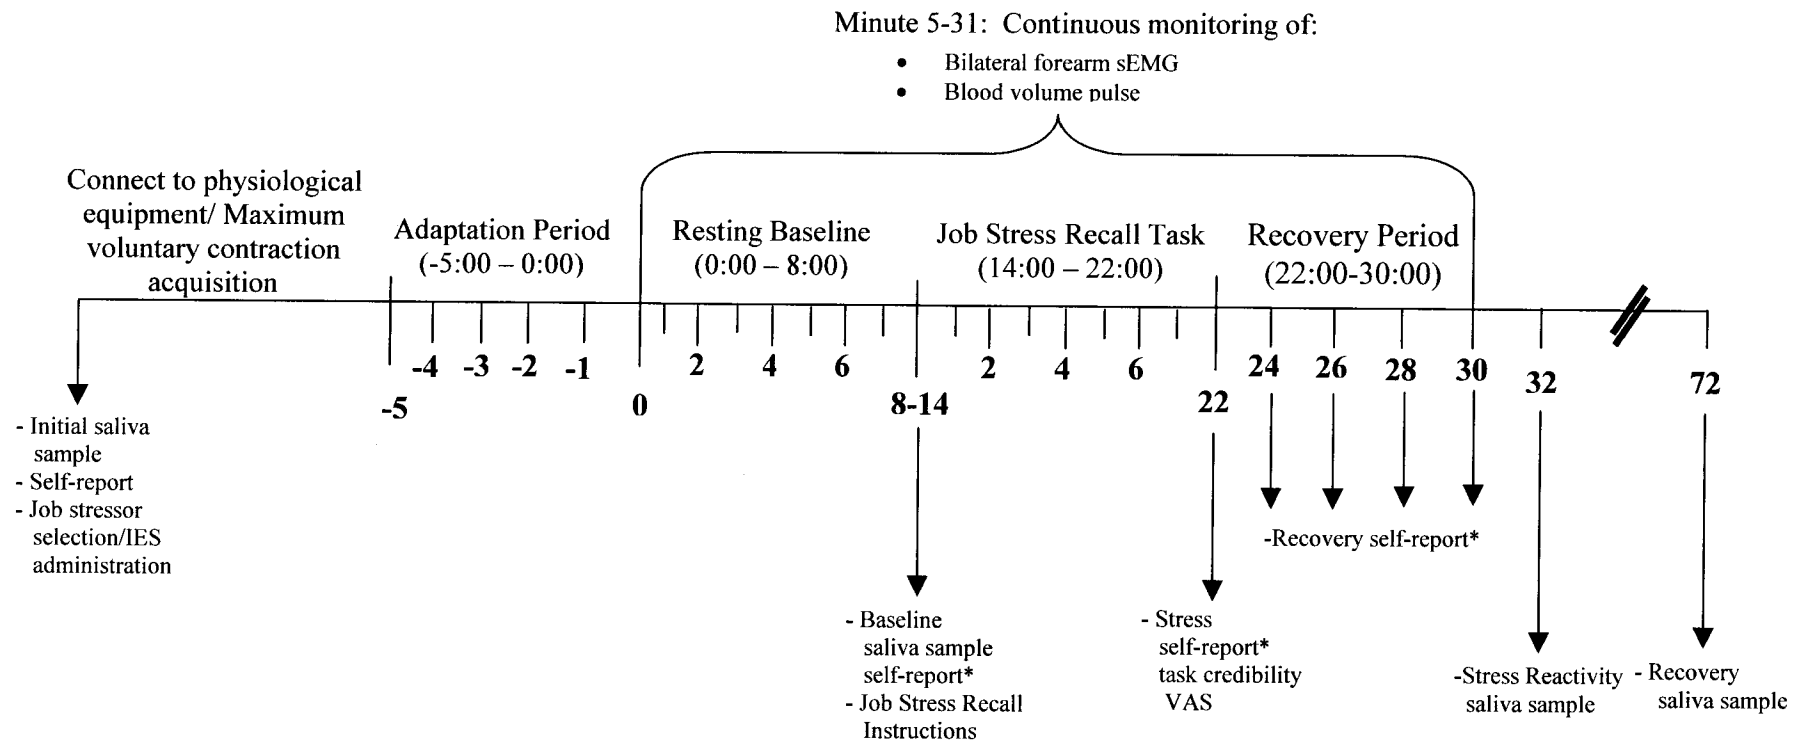 Minute 5-31: Continuous monitoring of:
• Bilateral forearm sEMG
• Blood volume pulse
Connect to physiological
equipment/ Maximum
voluntary contraction
acquisition
Adaptation Period
(-5:00 – 0:00)
Resting Baseline
(0:00 – 8:00)
Job Stress Recall Task
(14:00 – 22:00)
Recovery Period
(22:00-30:00)
-5
-4
-3
-2
-1
0
2
4
6
8-14
2
4
6
22
24
26
28
30
32
72
- Initial saliva
sample
- Self-report
- Job stressor
selection/IES
administration
- Baseline
saliva sample
self-report*
- Job Stress Recall
Instructions
- Stress
self-report*
task credibility
VAS
-Recovery self-report*
-Stress Reactivity
saliva sample
- Recovery
saliva sample